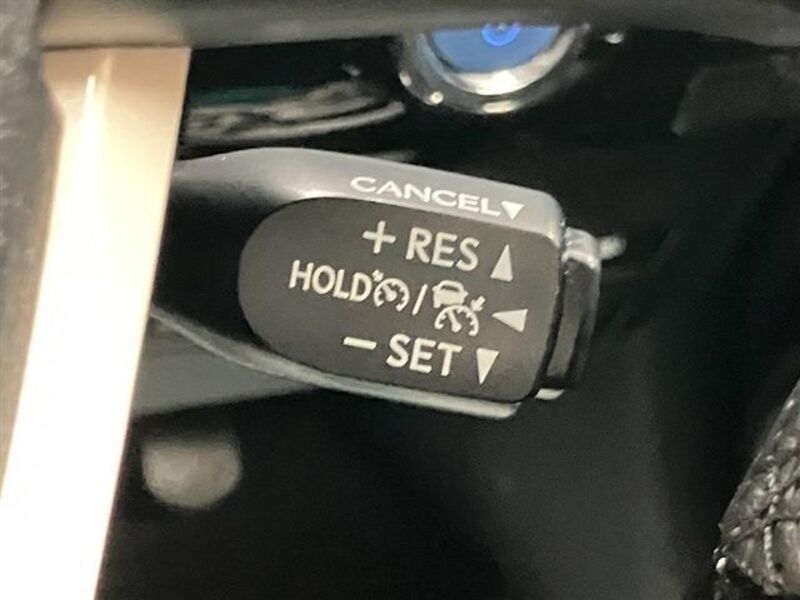 CANCEL▼
+ RES ▲
HOLD / ◀
− SET ▼